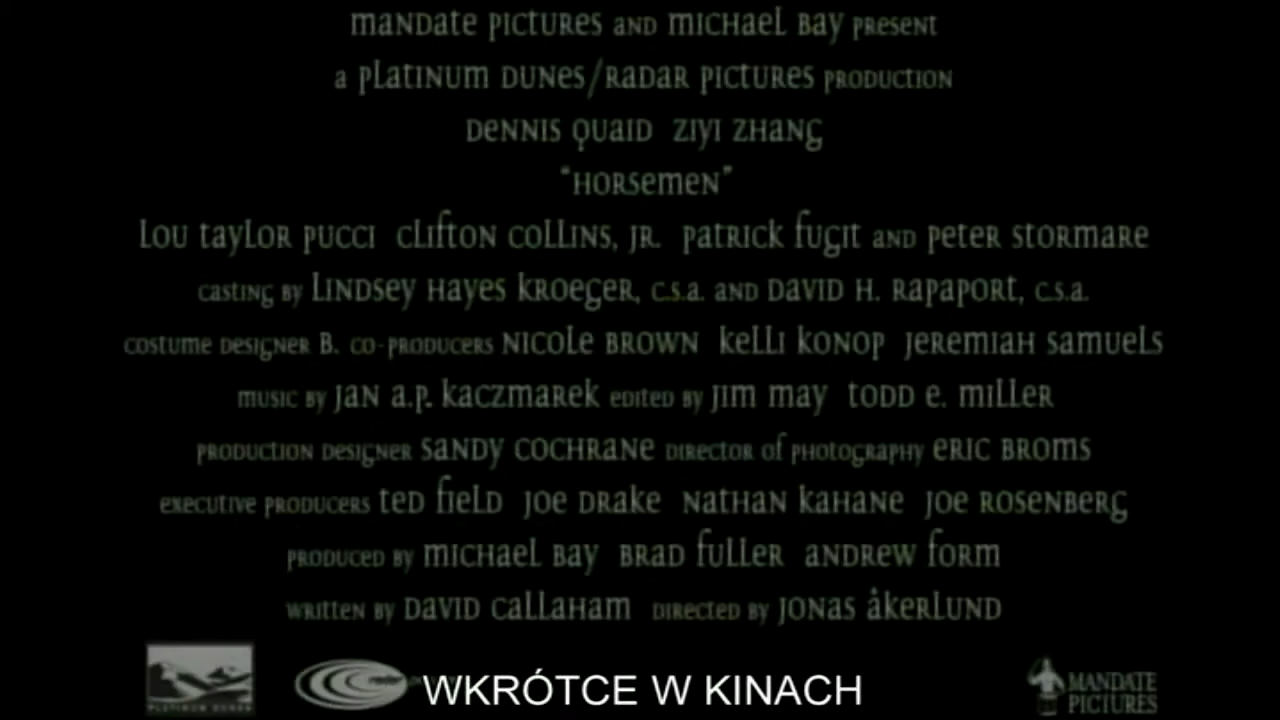 mandate pictures and michael bay present
a platinum dunes/radar pictures production
dennis quaid ziyi zhang
"horsemen"
lou taylor pucci clifton collins, jr. patrick fugit and peter stormare
casting by lindsey hayes kroeger, c.s.a. and david h. rapaport, c.s.a.
costume designer B. co-producers nicole brown kelli konop jeremiah samuels
music by jan a.p. kaczmarek edited by jim may todd e. miller
production designer sandy cochrane director of photography eric broms
executive producers ted field joe drake nathan kahane joe rosenberg
produced by michael bay brad fuller andrew form
written by david callaham directed by jonas åkerlund
PLATINUM DUNES
WKRÓTCE W KINACH
MANDATE
PICTURES